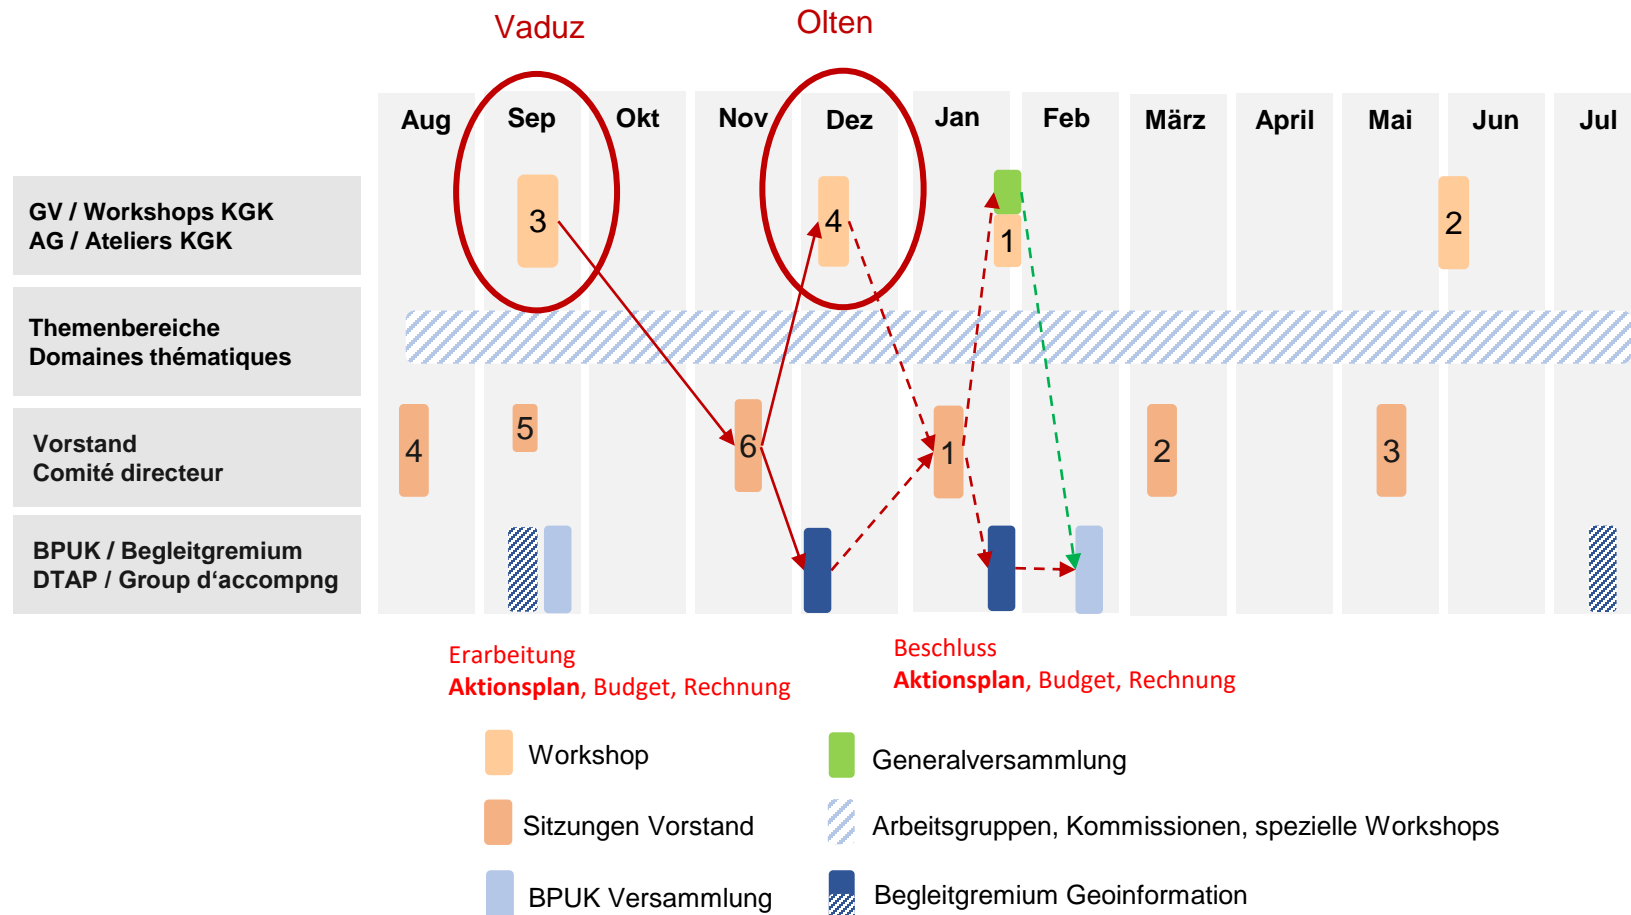 Vaduz
Olten
Aug Sep Okt Nov Dez Jan Feb März April Mai Jun Jul
GV / Workshops KGK
AG / Ateliers KGK
3 4 1 2
Themenbereiche
Domaines thématiques
Vorstand
Comité directeur
4 5 6 1 2 3
BPUK / Begleitgremium
DTAP / Group d‘accompng
Erarbeitung
Aktionsplan, Budget, Rechnung
Beschluss
Aktionsplan, Budget, Rechnung
Workshop
Generalversammlung
Sitzungen Vorstand
Arbeitsgruppen, Kommissionen, spezielle Workshops
BPUK Versammlung
Begleitgremium Geoinformation